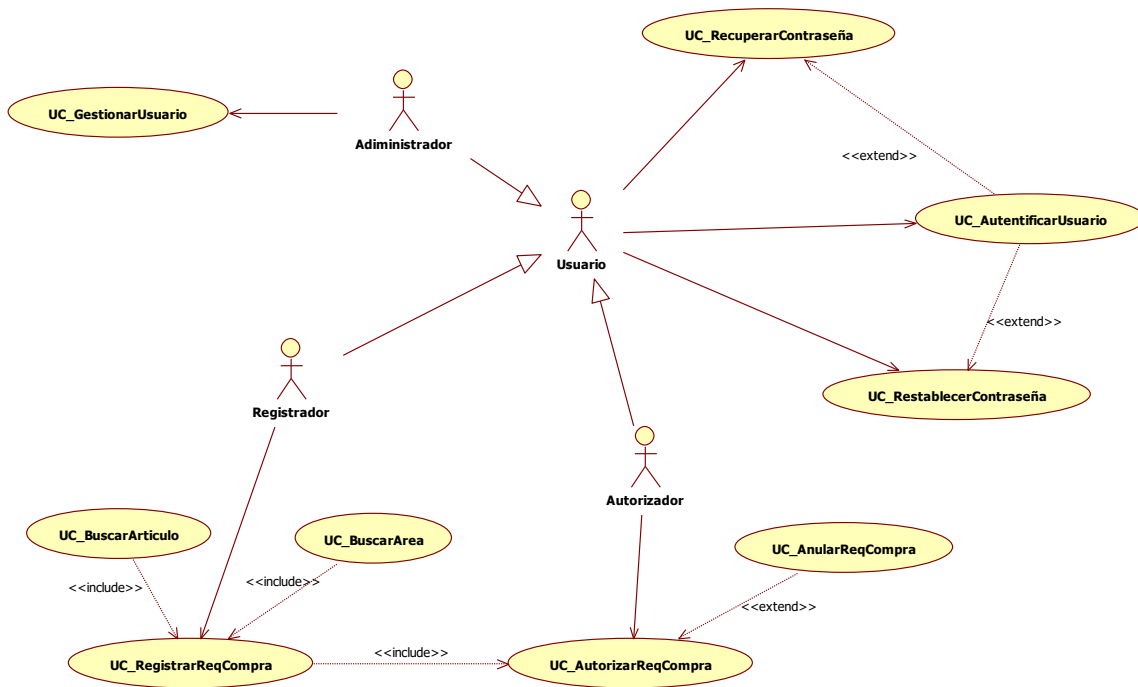 UC_RecuperarContraseña
UC_GestionarUsuario
Adiministrador
<<extend>>
UC_AutentificarUsuario
Usuario
<<extend>>
Registrador
UC_RestablecerContraseña
Autorizador
UC_BuscarArticulo
UC_BuscarArea
UC_AnularReqCompra
<<include>>
<<include>>
<<extend>>
UC_RegistrarReqCompra
<<include>>
UC_AutorizarReqCompra